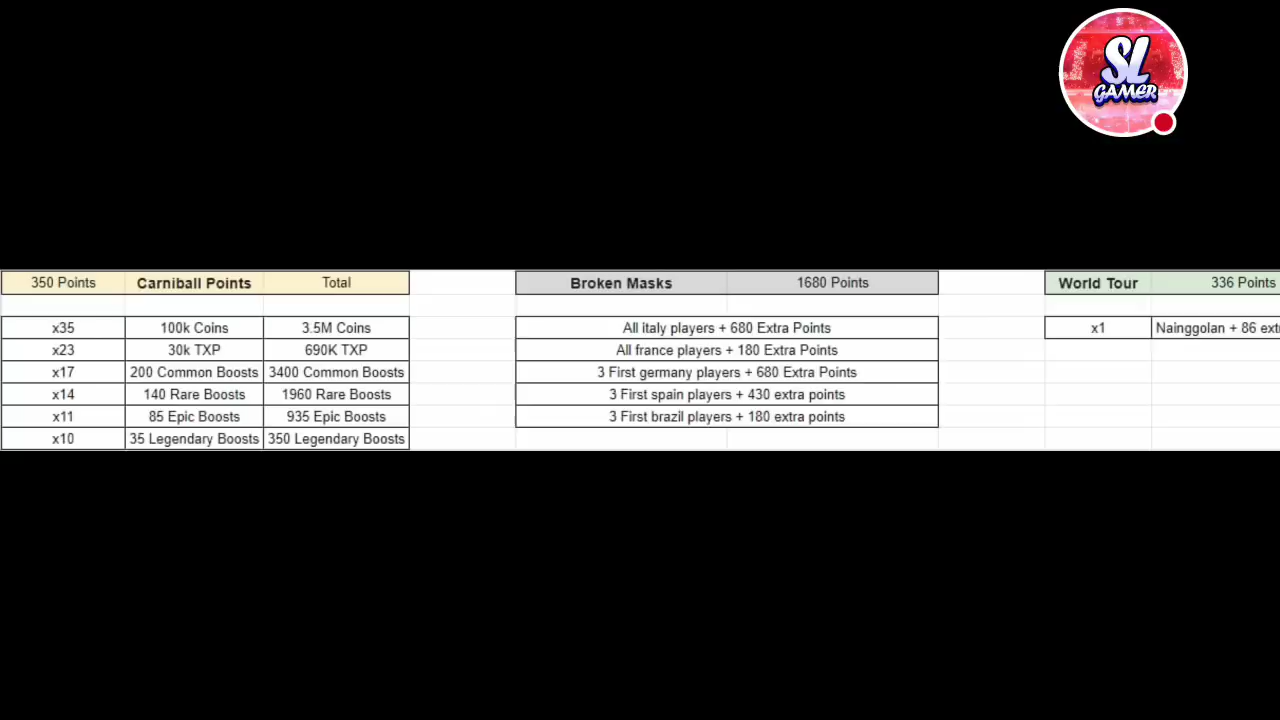 SL
GAMER
350 Points Carniball Points Total
x35 100k Coins 3.5M Coins
x23 30k TXP 690K TXP
x17 200 Common Boosts 3400 Common Boosts
x14 140 Rare Boosts 1960 Rare Boosts
x11 85 Epic Boosts 935 Epic Boosts
x10 35 Legendary Boosts 350 Legendary Boosts
Broken Masks 1680 Points
All italy players + 680 Extra Points
All france players + 180 Extra Points
3 First germany players + 680 Extra Points
3 First spain players + 430 extra points
3 First brazil players + 180 extra points
World Tour 336 Points
x1 Nainggolan + 86